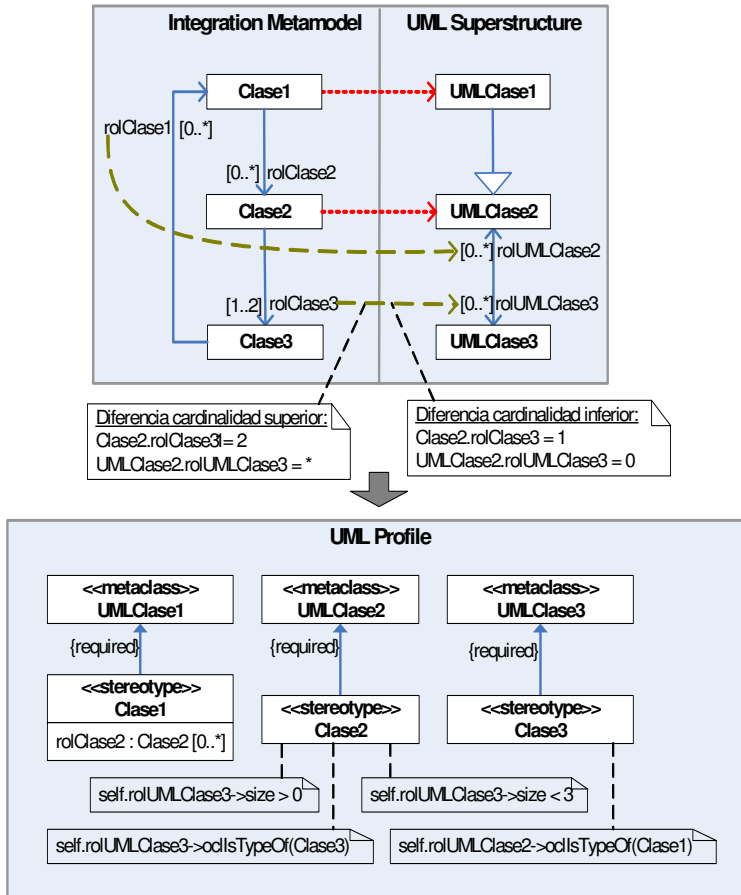 Integration Metamodel
UML Superstructure
Clase1
UMLClase1
rolClase1 [0..*]
[0..*] rolClase2
Clase2
UMLClase2
[0..*] rolUMLClase2
[1..2] rolClase3
[0..*] rolUMLClase3
Clase3
UMLClase3
Diferencia cardinalidad superior:
Clase2.rolClase31= 2
UMLClase2.rolUMLClase3 = *
Diferencia cardinalidad inferior:
Clase2.rolClase3 = 1
UMLClase2.rolUMLClase3 = 0
UML Profile
<<metaclass>>
UMLClase1
<<metaclass>>
UMLClase2
<<metaclass>>
UMLClase3
{required}
{required}
{required}
<<stereotype>>
Clase1
rolClase2 : Clase2 [0..*]
<<stereotype>>
Clase2
<<stereotype>>
Clase3
self.rolUMLClase3->size > 0
self.rolUMLClase3->size < 3
self.rolUMLClase3->oclIsTypeOf(Clase3)
self.rolUMLClase2->oclIsTypeOf(Clase1)